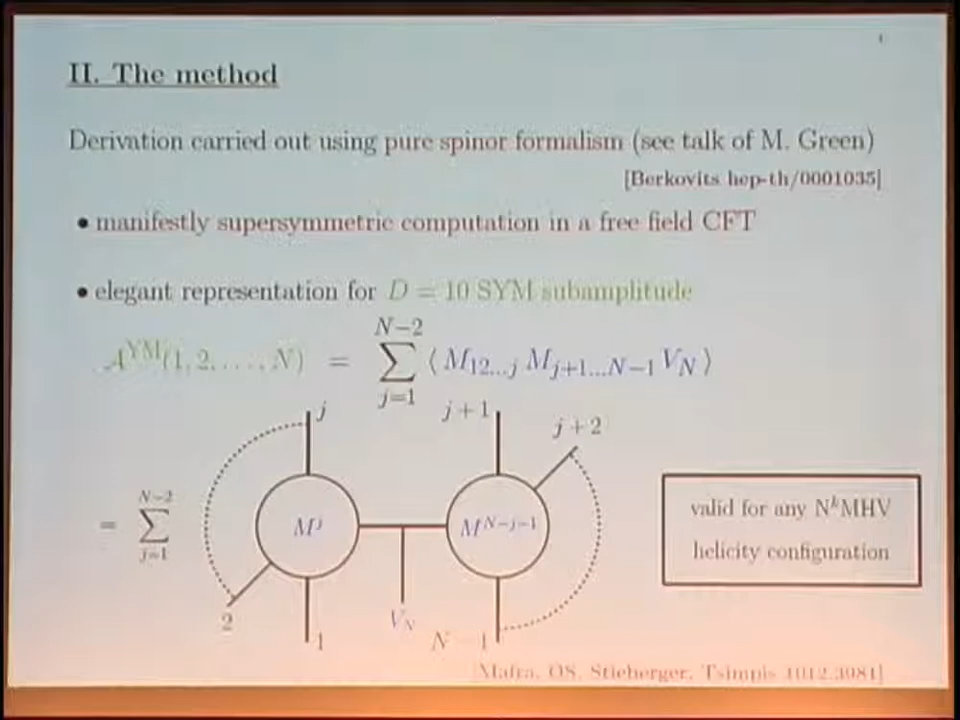 II. The method
Derivation carried out using pure spinor formalism (see talk of M. Green)
[Berkovits hep-th/0001035]
• manifestly supersymmetric computation in a free field CFT
• elegant representation for D = 10 SYM subamplitude
N−2
A^YM(1, 2, . . . , N) = ∑ ⟨ M_12...j M_j+1...N−1 V_N ⟩
j=1
j
j + 1
j + 2
N−2
= ∑
j=1
M^j
M^N−j−1
valid for any N^kMHV
helicity configuration
2
1
V_N
N − 1
[Mafra, OS, Stieberger, Tsimpis 1012.3981]